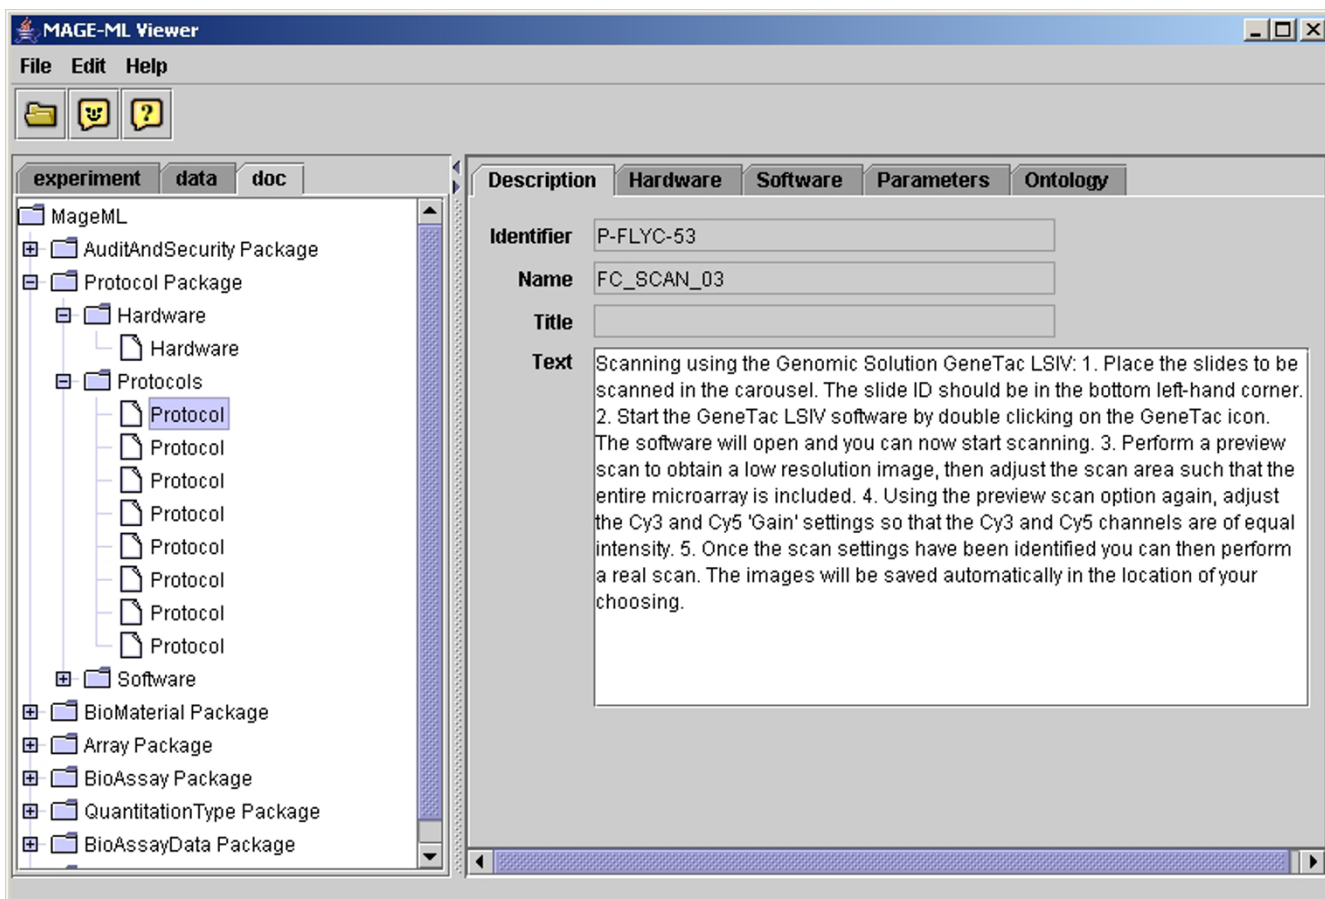 MAGE-ML Viewer
File Edit Help
experiment data doc
MageML
AuditAndSecurity Package
Protocol Package
Hardware
Hardware
Protocols
Protocol
Protocol
Protocol
Protocol
Protocol
Protocol
Protocol
Protocol
Software
BioMaterial Package
Array Package
BioAssay Package
QuantitationType Package
BioAssayData Package
Description Hardware Software Parameters Ontology
Identifier P-FLYC-53
Name FC_SCAN_03
Title
Text Scanning using the Genomic Solution GeneTac LSIV: 1. Place the slides to be
scanned in the carousel. The slide ID should be in the bottom left-hand corner.
2. Start the GeneTac LSIV software by double clicking on the GeneTac icon.
The software will open and you can now start scanning. 3. Perform a preview
scan to obtain a low resolution image, then adjust the scan area such that the
entire microarray is included. 4. Using the preview scan option again, adjust
the Cy3 and Cy5 'Gain' settings so that the Cy3 and Cy5 channels are of equal
intensity. 5. Once the scan settings have been identified you can then perform
a real scan. The images will be saved automatically in the location of your
choosing.